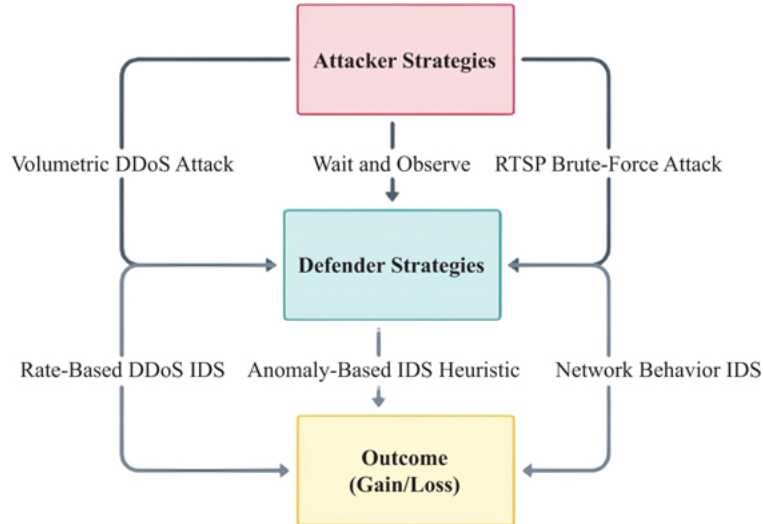 Attacker Strategies
Volumetric DDoS Attack
Wait and Observe
RTSP Brute-Force Attack
Defender Strategies
Rate-Based DDoS IDS
Anomaly-Based IDS Heuristic
Network Behavior IDS
Outcome
(Gain/Loss)